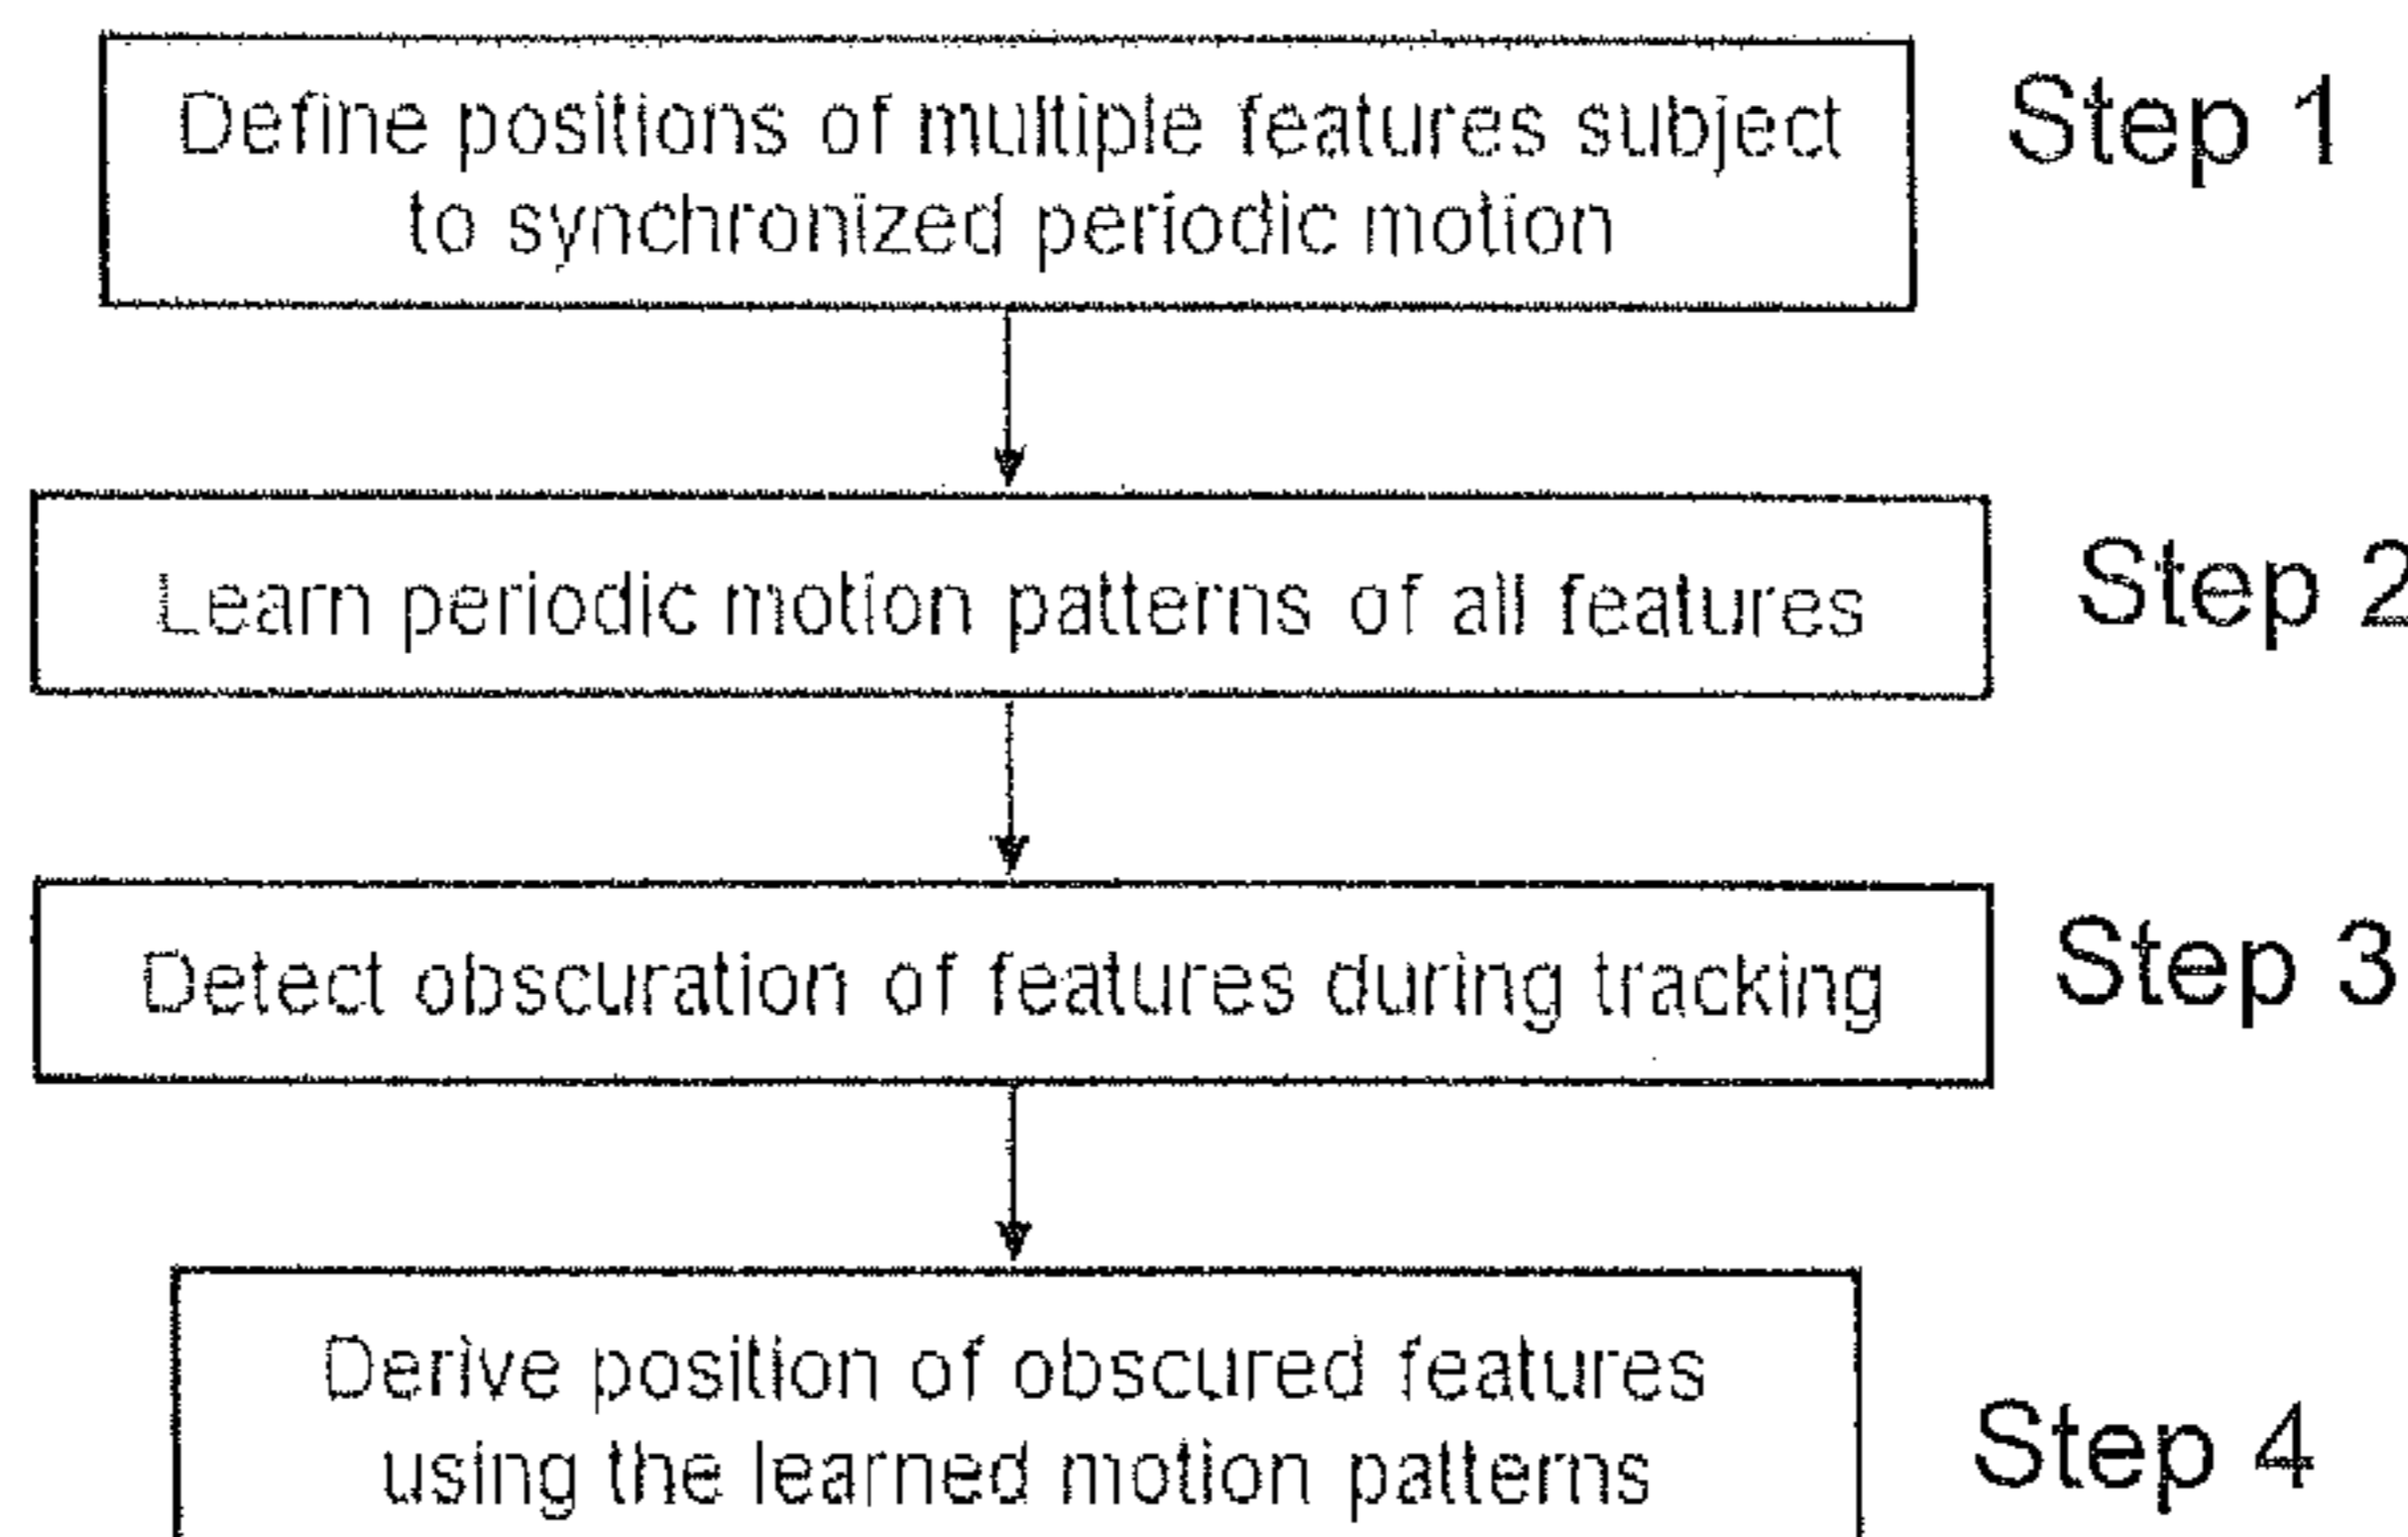 Define positions of multiple features subject
to synchronized periodic motion
Step 1
Learn periodic motion patterns of all features
Step 2
Detect obscuration of features during tracking
Step 3
Derive position of obscured features
using the learned motion patterns
Step 4